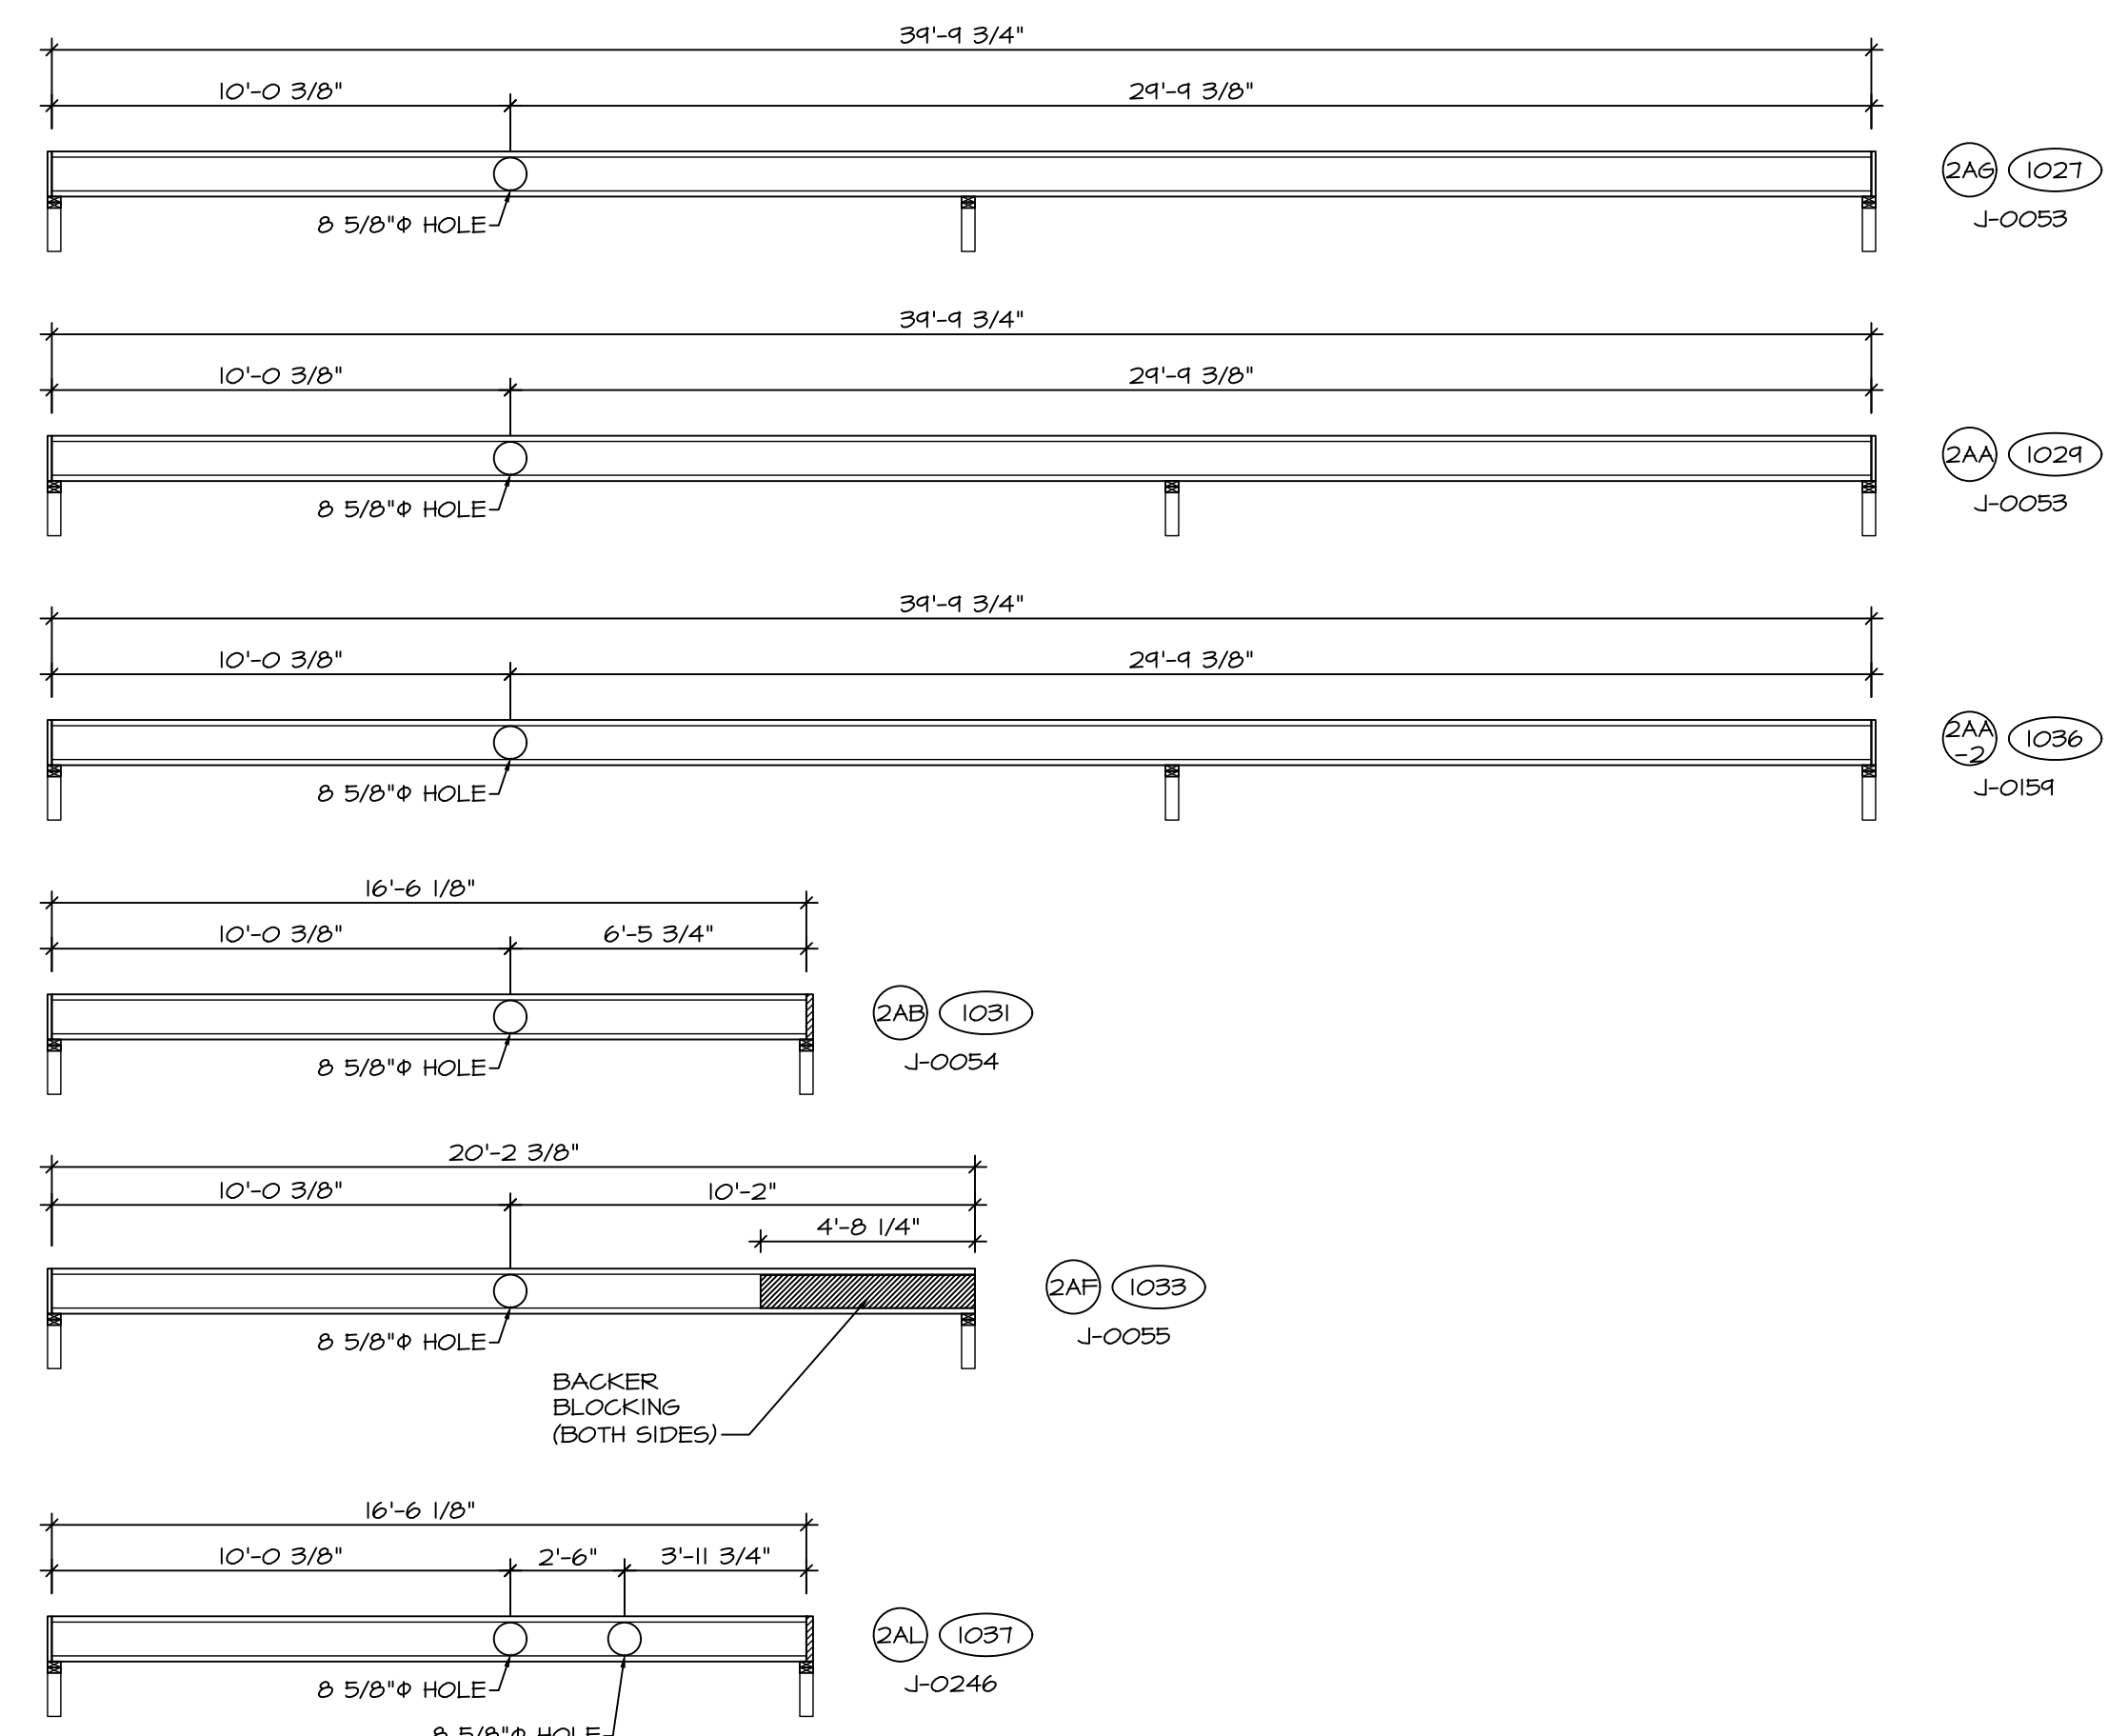 39'-9 3/4"
10'-0 3/8" 29'-9 3/8"
8 5/8"Φ HOLE
2AG 1027
J-0053
39'-9 3/4"
10'-0 3/8" 29'-9 3/8"
8 5/8"Φ HOLE
2AA 1029
J-0053
39'-9 3/4"
10'-0 3/8" 29'-9 3/8"
8 5/8"Φ HOLE
2AA
-2
1036
J-0159
16'-6 1/8"
10'-0 3/8" 6'-5 3/4"
8 5/8"Φ HOLE
2AB 1031
J-0054
20'-2 3/8"
10'-0 3/8" 10'-2"
4'-8 1/4"
8 5/8"Φ HOLE
2AF 1033
J-0055
BACKER
BLOCKING
(BOTH SIDES)
16'-6 1/8"
10'-0 3/8" 2'-6" 3'-11 3/4"
8 5/8"Φ HOLE
2AL 1037
J-0246
8 5/8"Φ HOLE